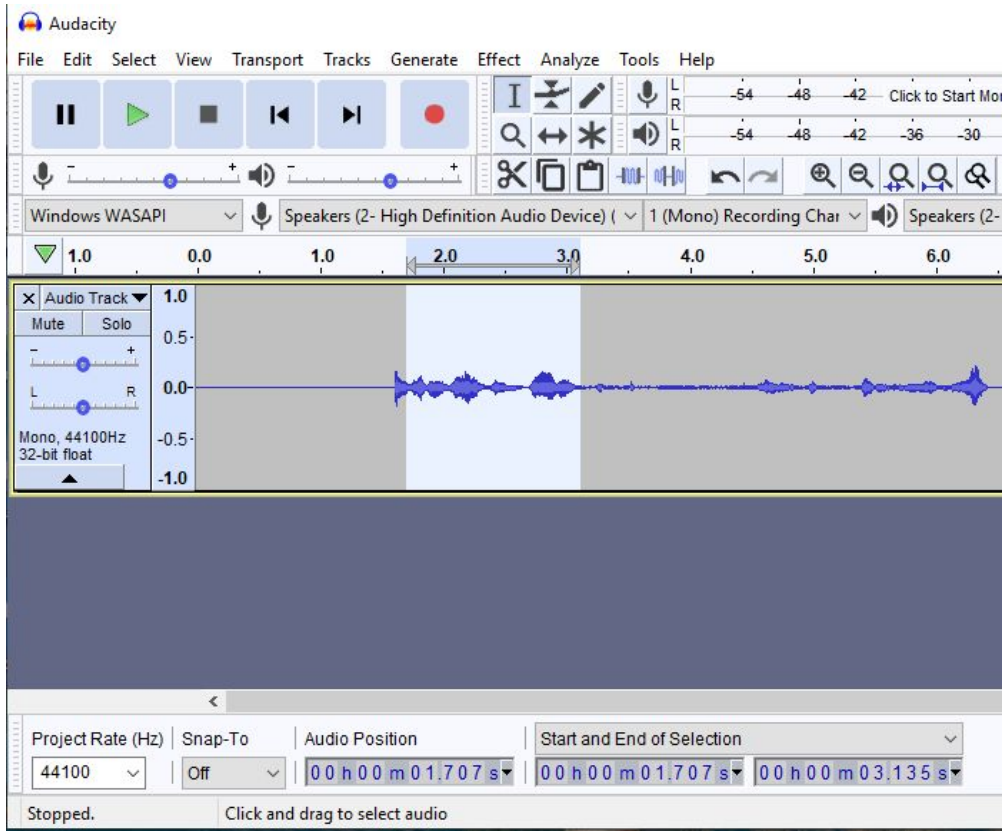 Audacity
File Edit Select View Transport Tracks Generate Effect Analyze Tools Help
L
R
-54 -48 -42 Click to Start Mor
L
R
-54 -48 -42 -36 -30
- + - +
Windows WASAPI Speakers (2- High Definition Audio Device) ( 1 (Mono) Recording Char Speakers (2-
1.0 0.0 1.0 2.0 3.0 4.0 5.0 6.0
X Audio Track 1.0
Mute Solo
0.5
- +
L R 0.0
Mono, 44100Hz -0.5
32-bit float
-1.0
Project Rate (Hz) Snap-To Audio Position Start and End of Selection
44100 Off 00 h 00 m 01.707 s 00 h 00 m 01.707 s 00 h 00 m 03.135 s
Stopped. Click and drag to select audio